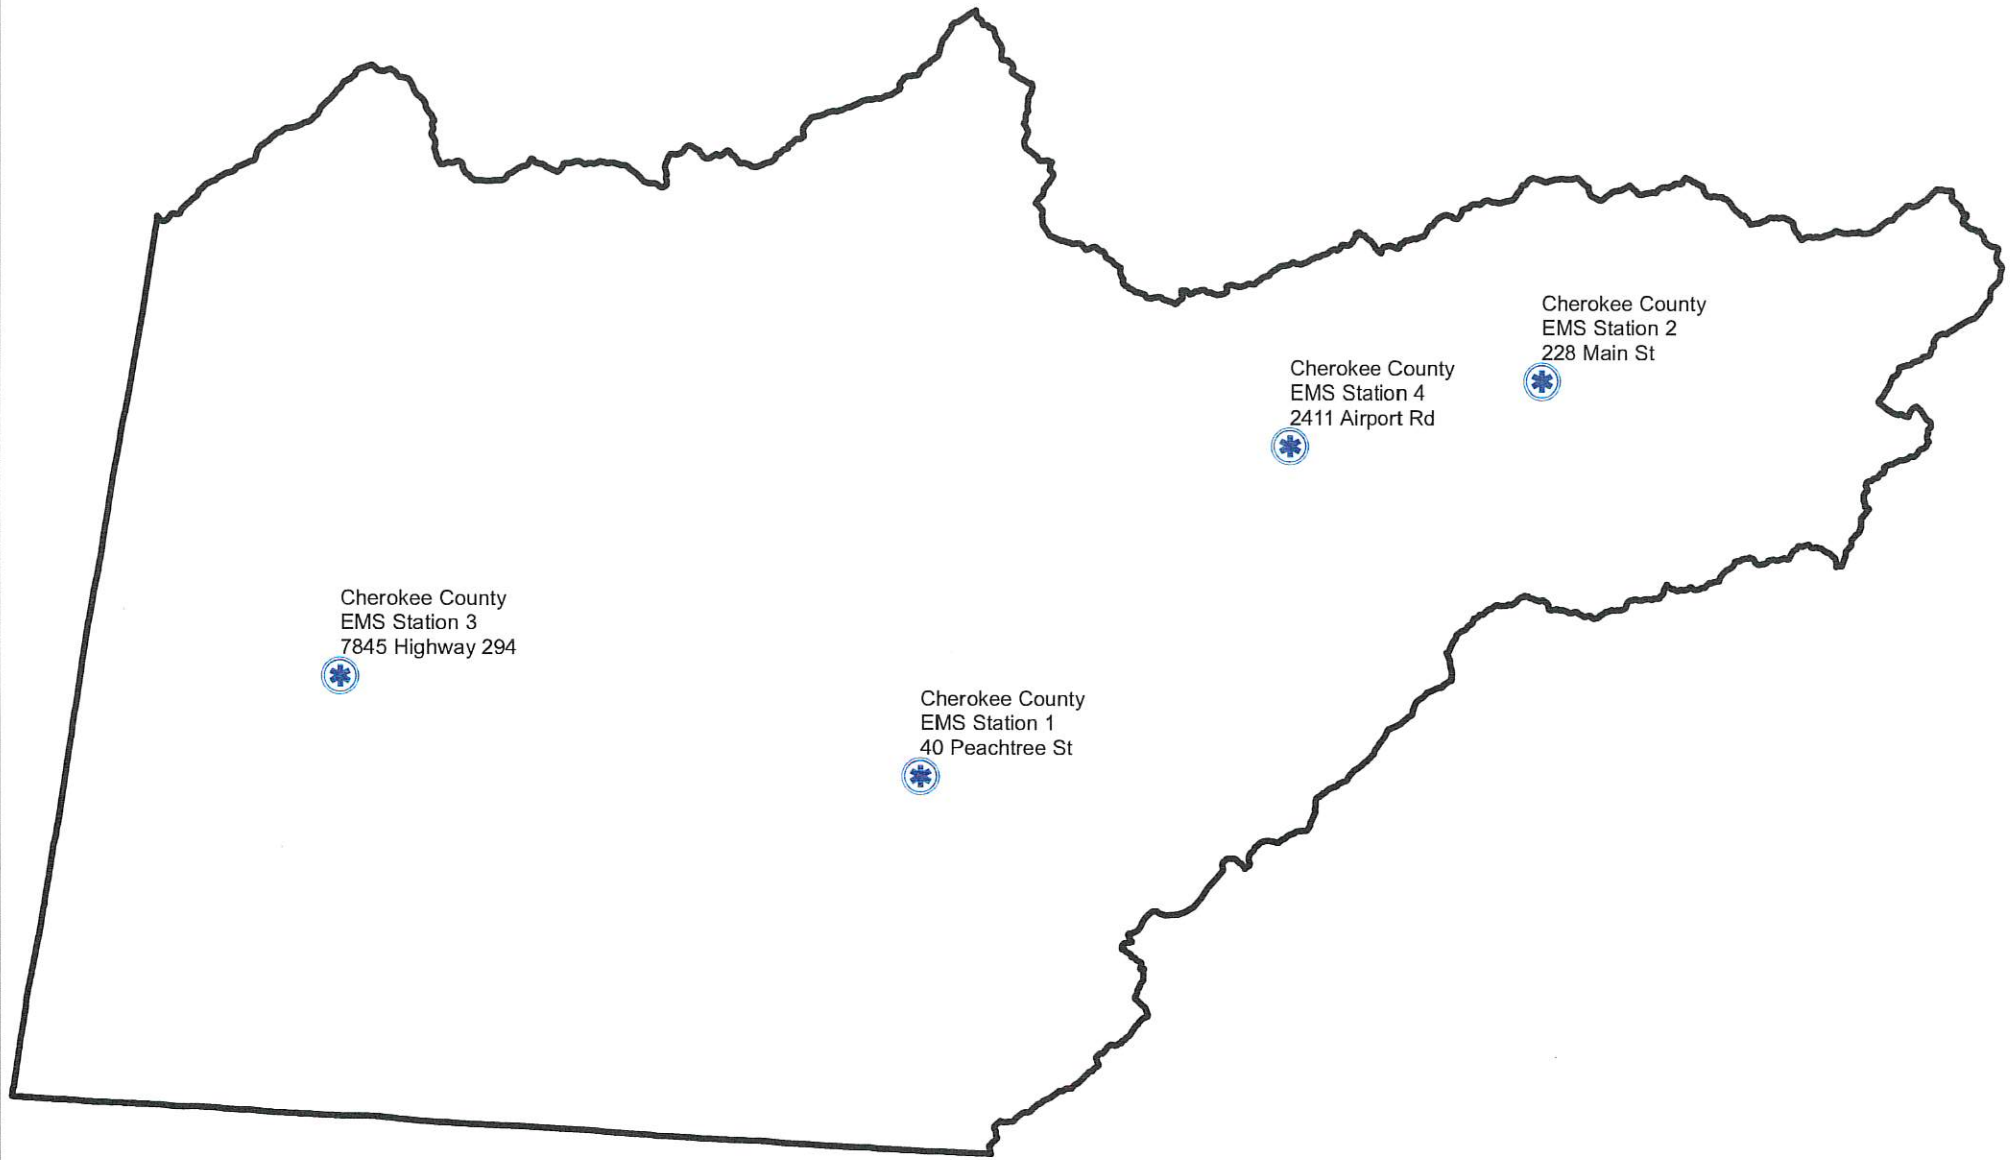 Cherokee County
EMS Station 2
228 Main St
Cherokee County
EMS Station 4
2411 Airport Rd
Cherokee County
EMS Station 3
7845 Highway 294
Cherokee County
EMS Station 1
40 Peachtree St